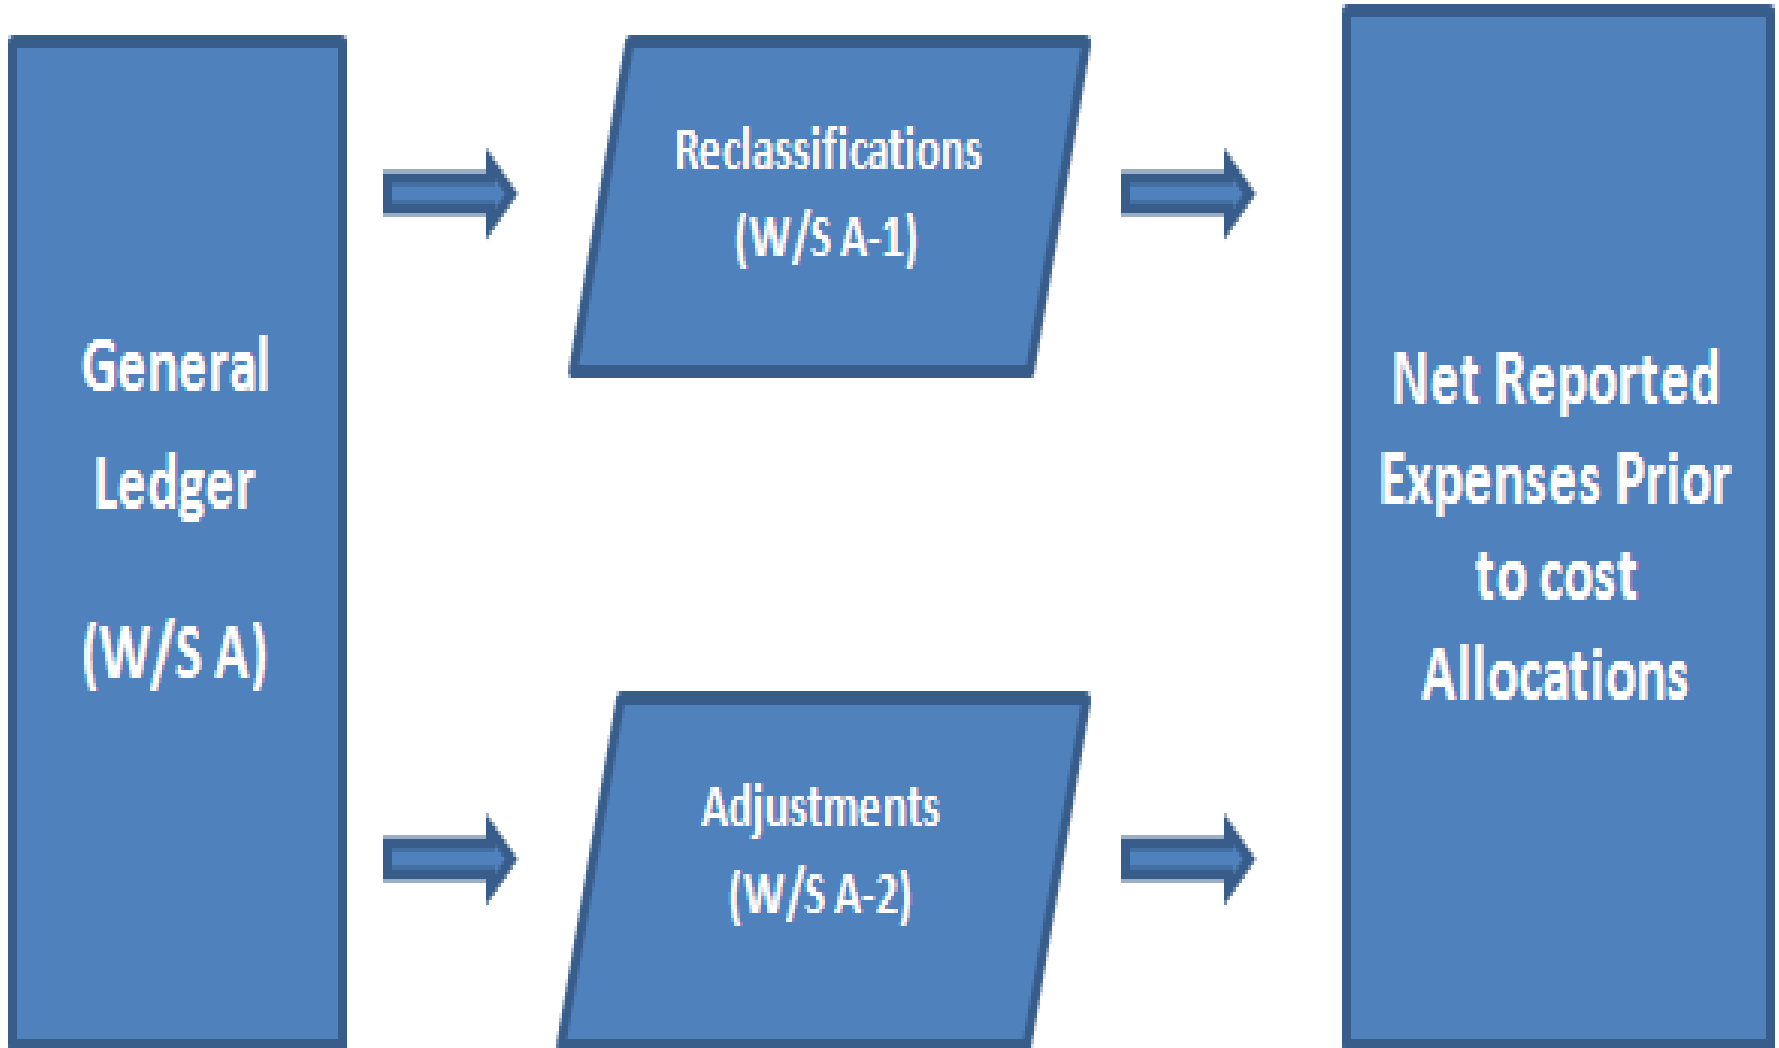 General
Ledger
(W/S A)
Reclassifications
(W/S A-1)
Adjustments
(W/S A-2)
Net Reported
Expenses Prior
to cost
Allocations